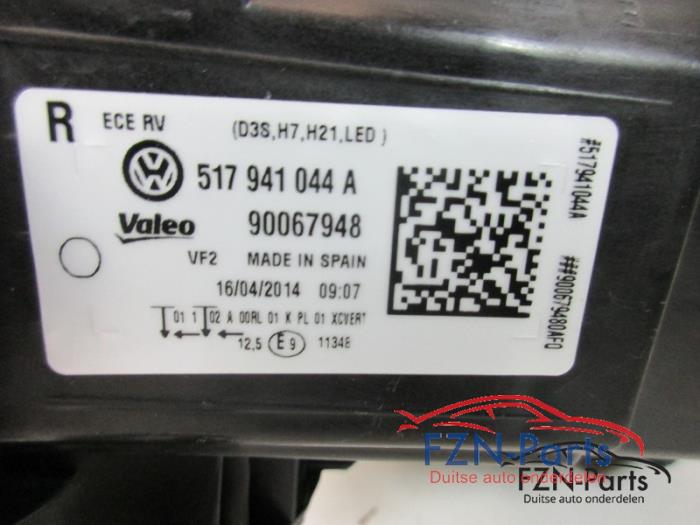 R ECE RV (D3S,H7,H21,LED)
517 941 044 A
Valeo 90067948
VF2 MADE IN SPAIN
16/04/2014 09:07
01 1 02 A 00RL 01 K PL 01 XCVERT
12,5 E9 11348
#517941044A
###90067948OAFQ
FZN-Parts
Duitse auto onderdelen
FZN-Parts
Duitse auto onderdelen